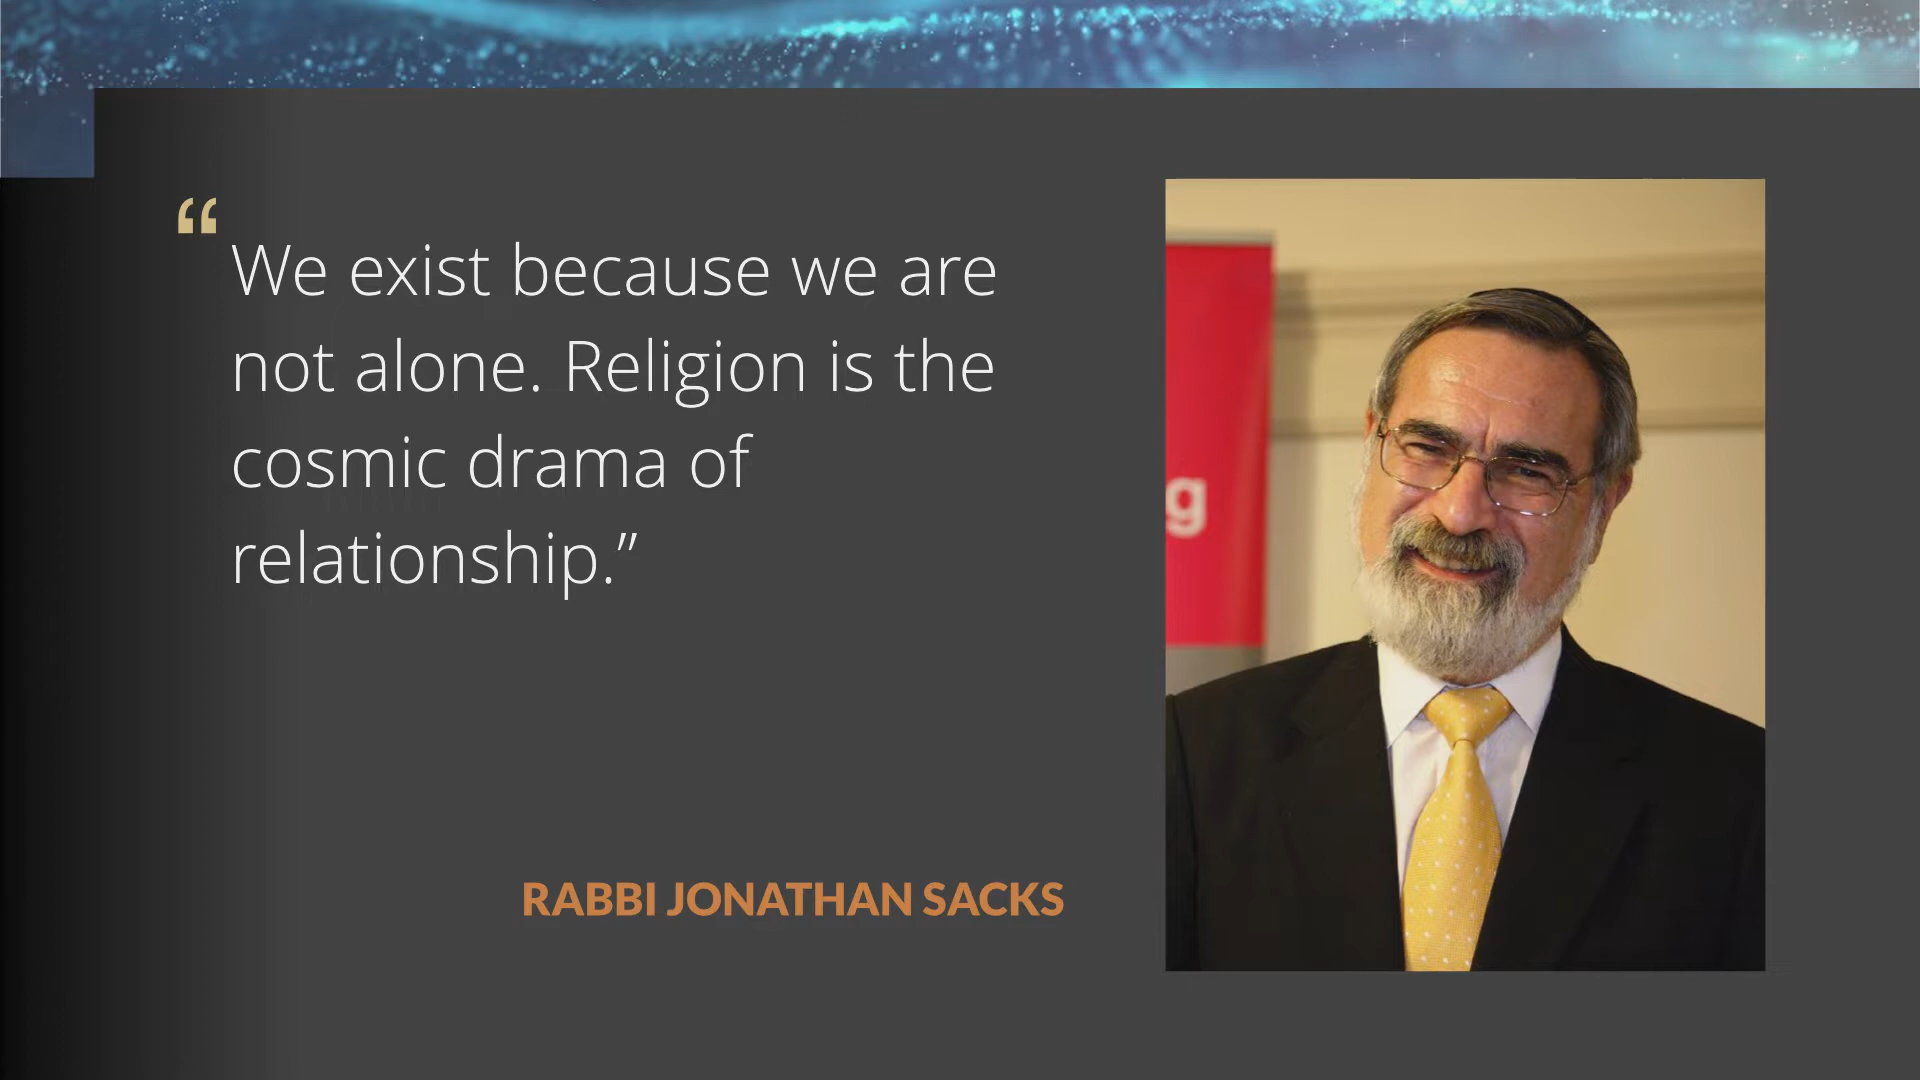 “We exist because we are
not alone. Religion is the
cosmic drama of
relationship.”
RABBI JONATHAN SACKS
g